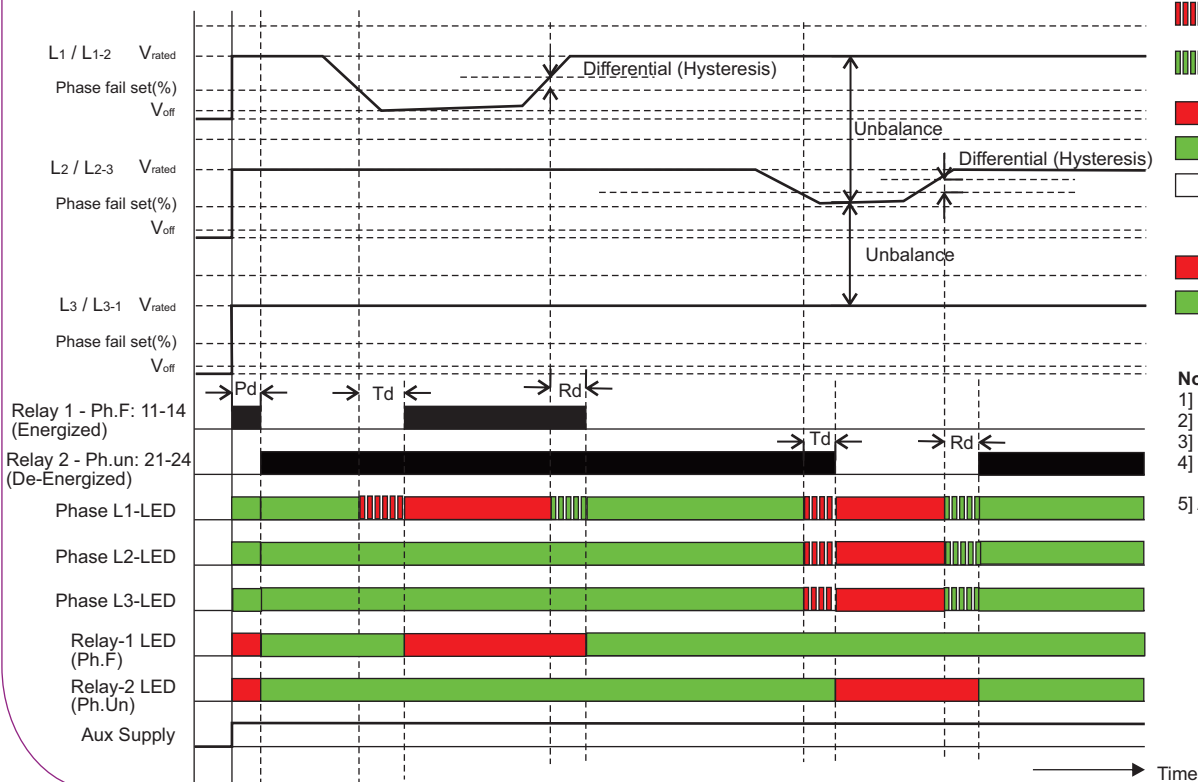 L1 / L1-2 Vrated
Phase fail set(%)
Voff
Differential (Hysteresis)
Unbalance
L2 / L2-3 Vrated
Phase fail set(%)
Voff
Differential (Hysteresis)
Unbalance
L3 / L3-1 Vrated
Phase fail set(%)
Voff
Pd
Td
Rd
Relay 1 - Ph.F: 11-14
(Energized)
Td
Rd
Relay 2 - Ph.un: 21-24
(De-Energized)
Phase L1-LED
Phase L2-LED
Phase L3-LED
Relay-1 LED
(Ph.F)
Relay-2 LED
(Ph.Un)
Aux Supply
Time
No
1]
2]
3]
4]
5]